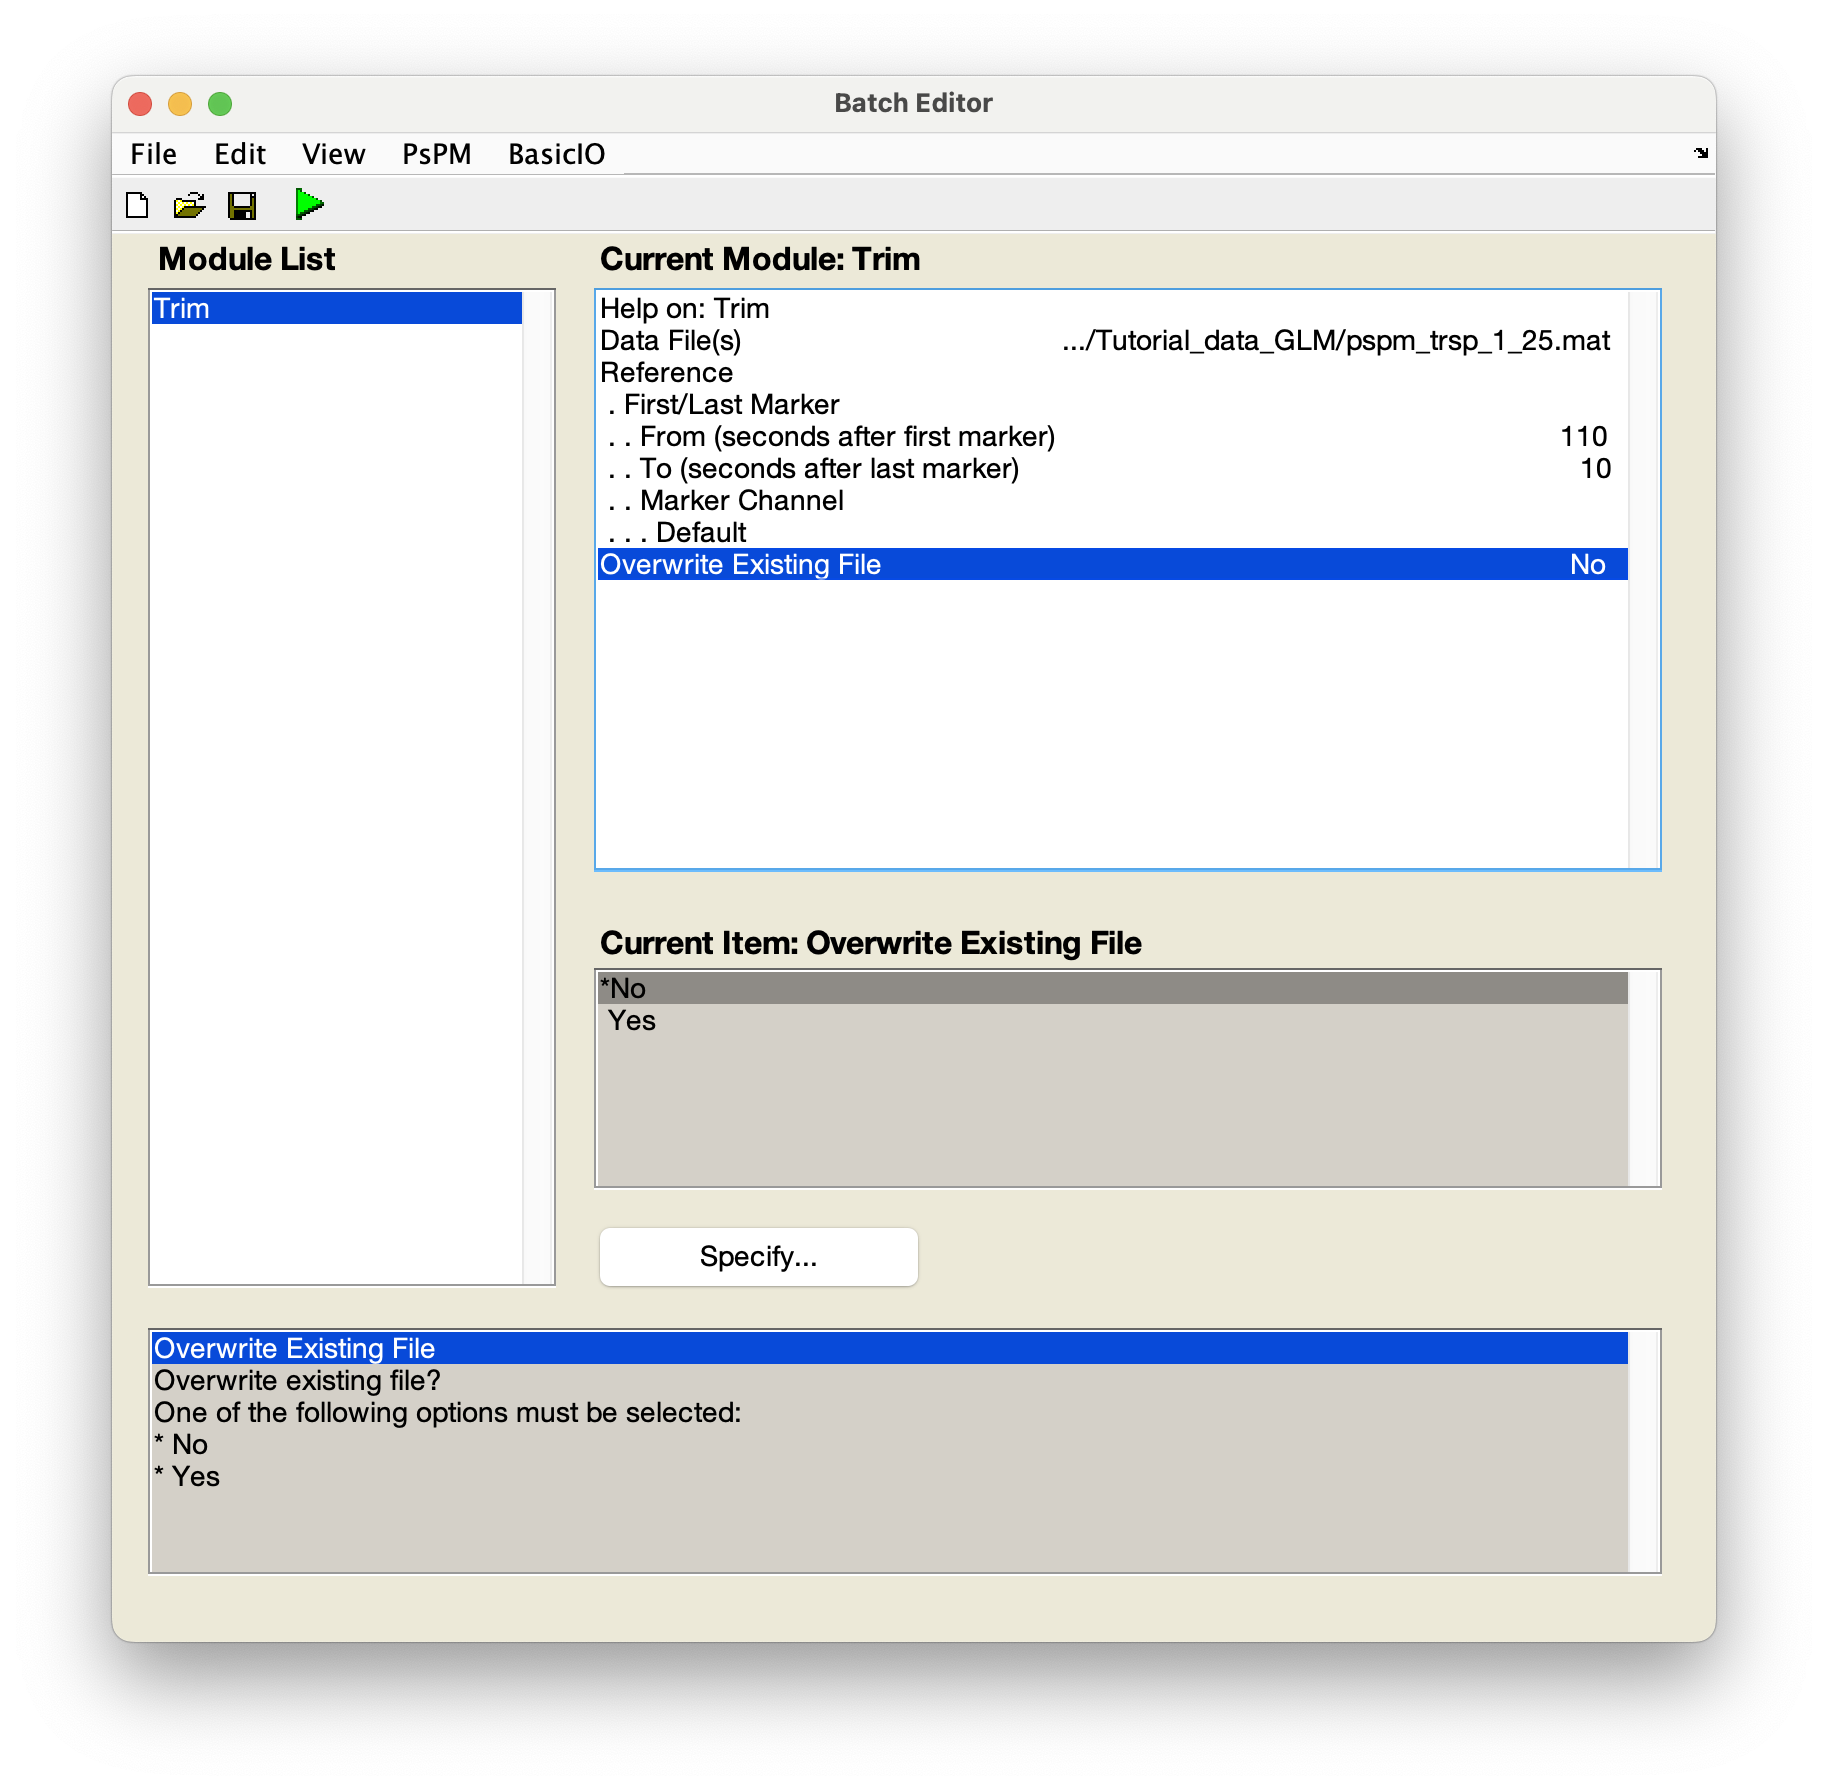 Batch Editor
File Edit View PsPM BasicIO
Module List
Trim
Current Module: Trim
Help on: Trim
Data File(s) .../Tutorial_data_GLM/pspm_trsp_1_25.mat
Reference
. First/Last Marker
. . From (seconds after first marker) 110
. . To (seconds after last marker) 10
. . Marker Channel
. . . Default
Overwrite Existing File No
Current Item: Overwrite Existing File
*No
Yes
Specify...
Overwrite Existing File
Overwrite existing file?
One of the following options must be selected:
* No
* Yes